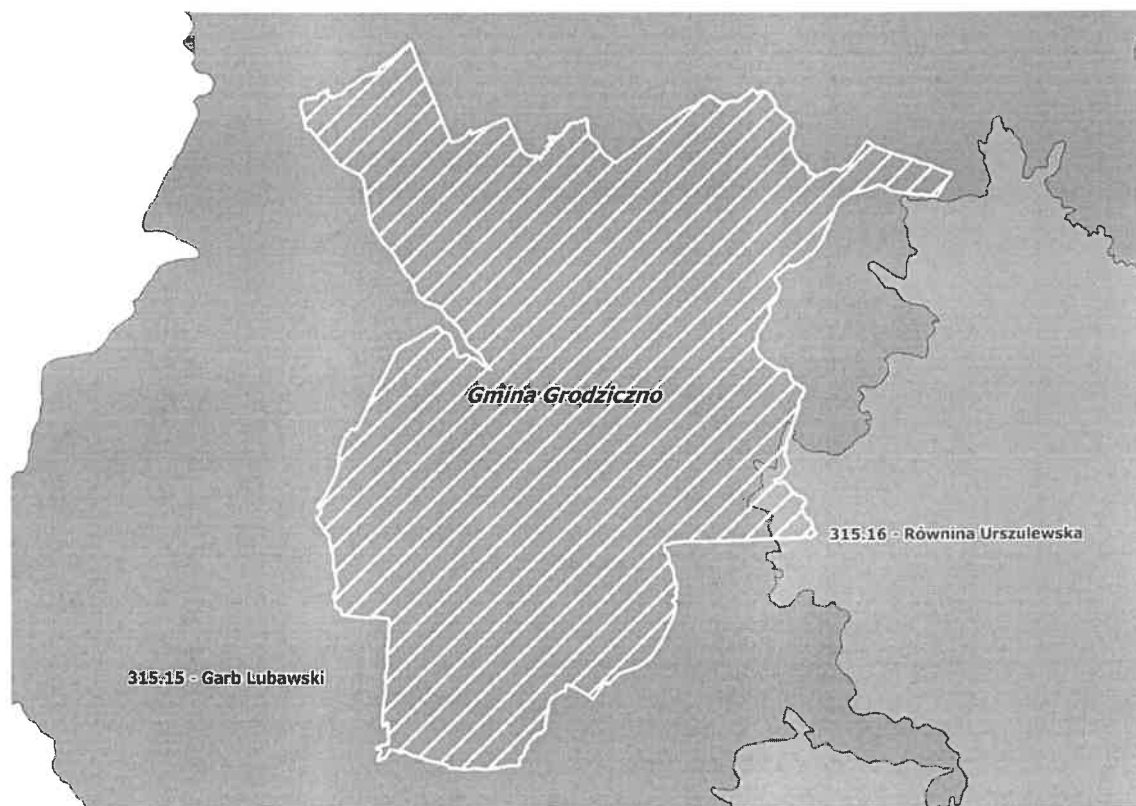 Gmina Grodziczno
315.16 - Równina Urszulewska
315.15 - Garb Lubawski